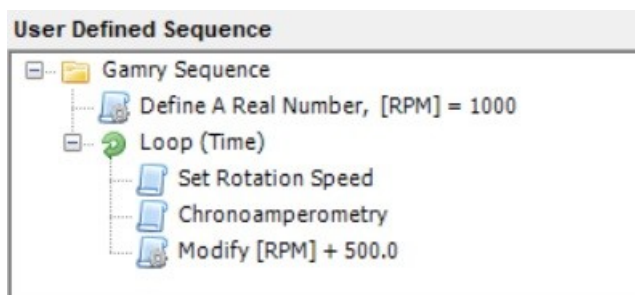 User Defined Sequence
Gamry Sequence
Define A Real Number, [RPM] = 1000
Loop (Time)
Set Rotation Speed
Chronoamperometry
Modify [RPM] + 500.0